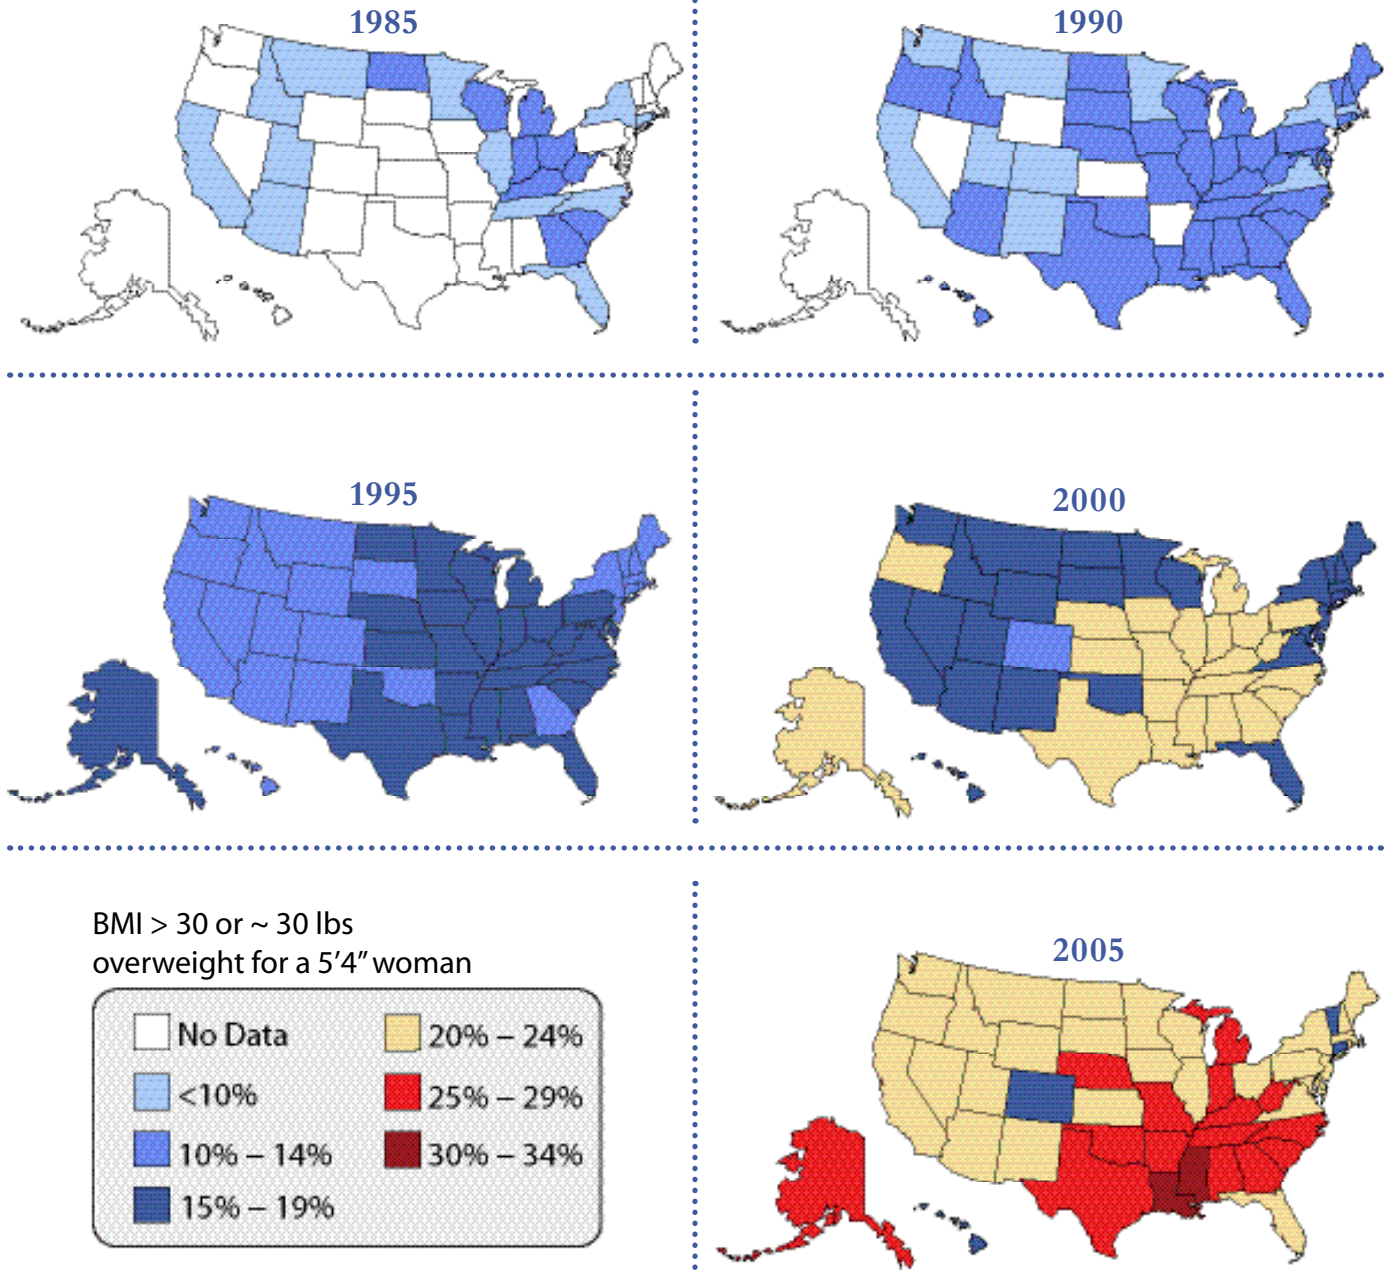 1985
1990
1995
2000
BMI > 30 or ~ 30 lbs
overweight for a 5’4” woman
No Data
<10%
10% – 14%
15% – 19%
20% – 24%
25% – 29%
30% – 34%
2005